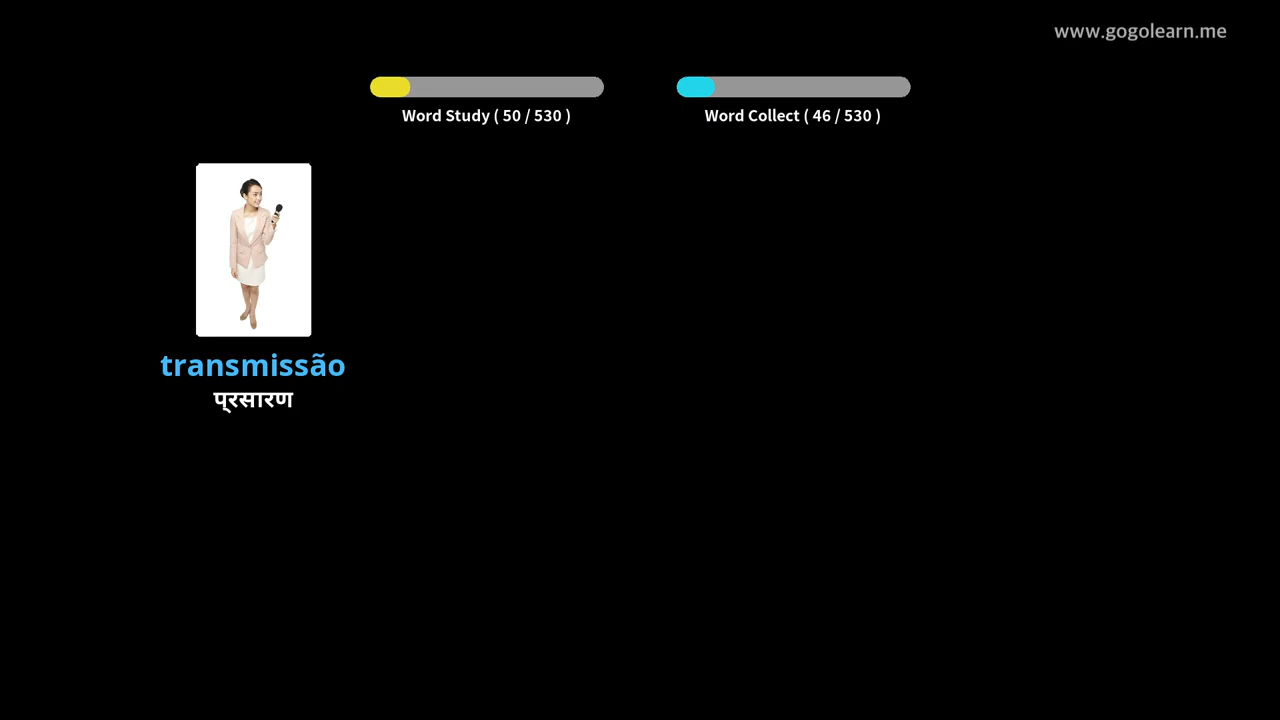 www.gogolearn.me
Word Study ( 50 / 530 )
Word Collect ( 46 / 530 )
transmissão
प्रसारण